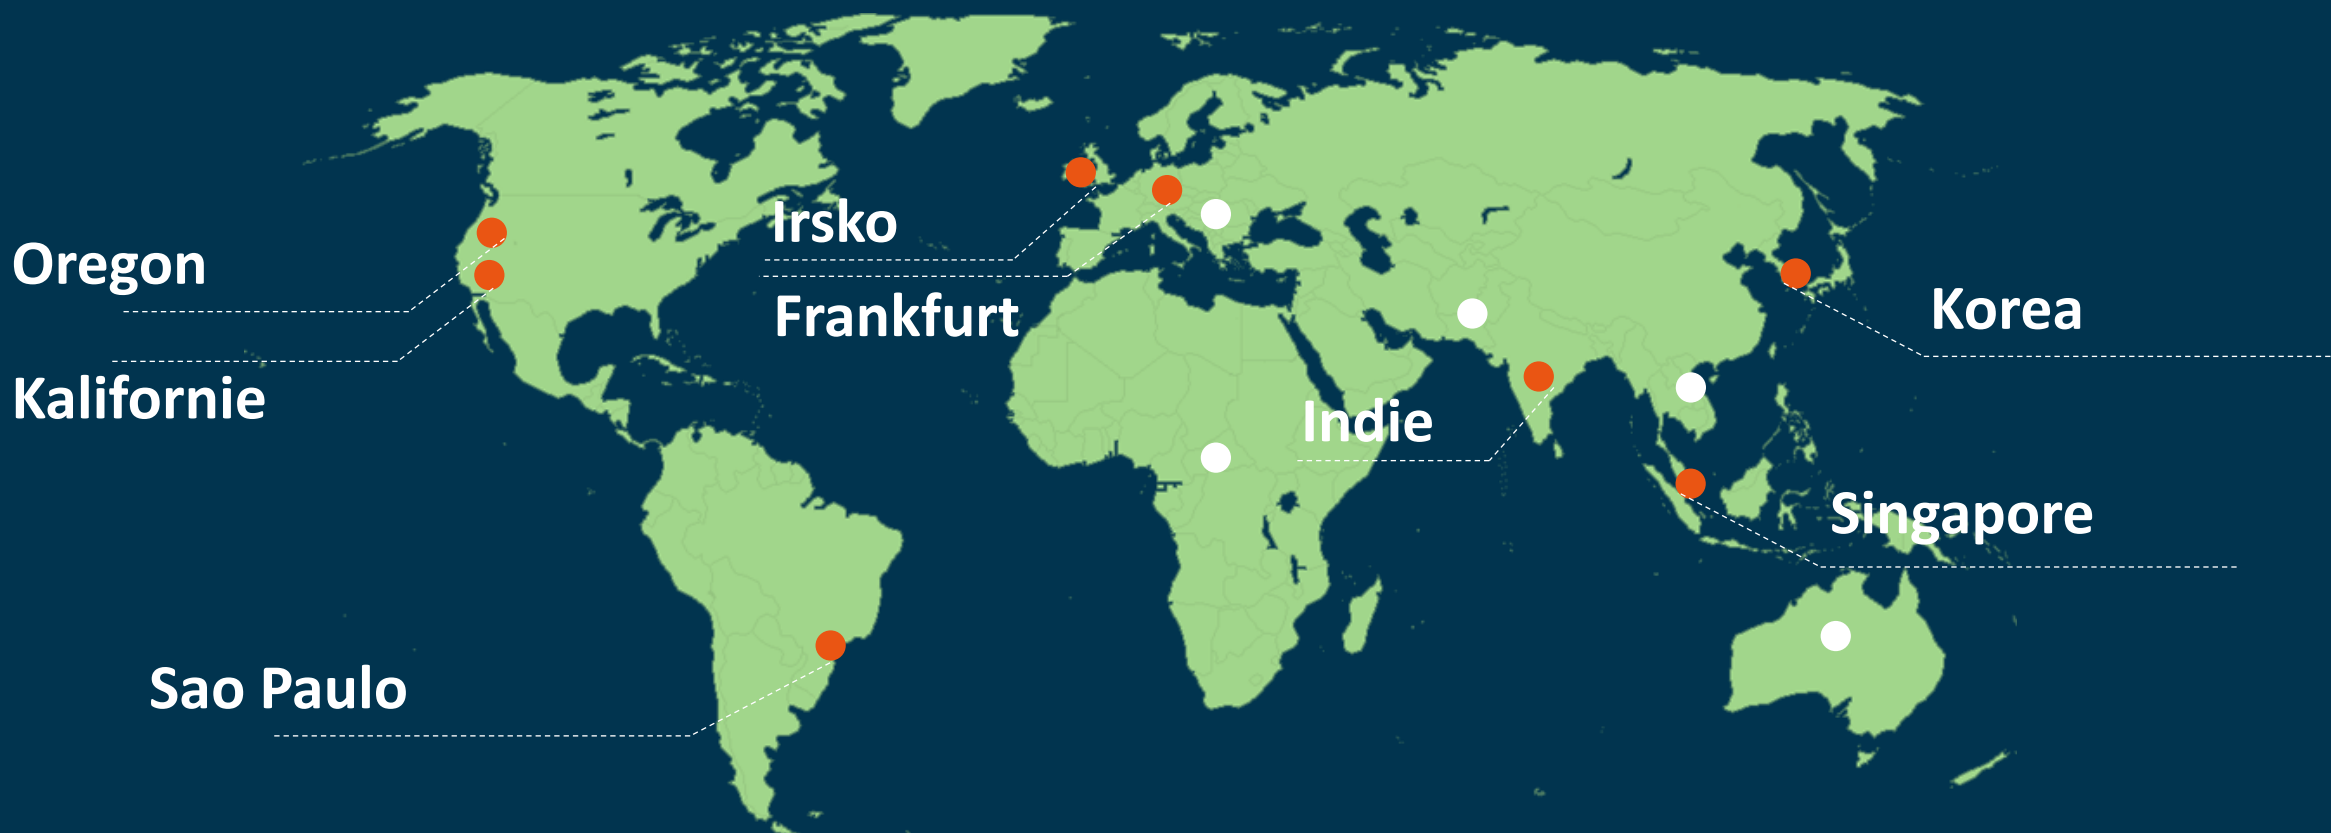 Oregon
Kalifornie
Irsko
Frankfurt
Indie
Korea
Singapore
Sao Paulo